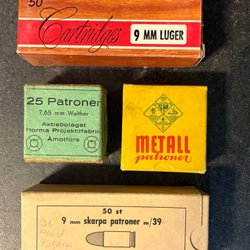 50
Cartridges
9 MM LUGER
25 Patroner
7,65 mm Walther
Aktiebolaget
Norma Projektilfabrik
Åmotfors
METALL
patroner
50 st
9 mm skarpa patroner m/39